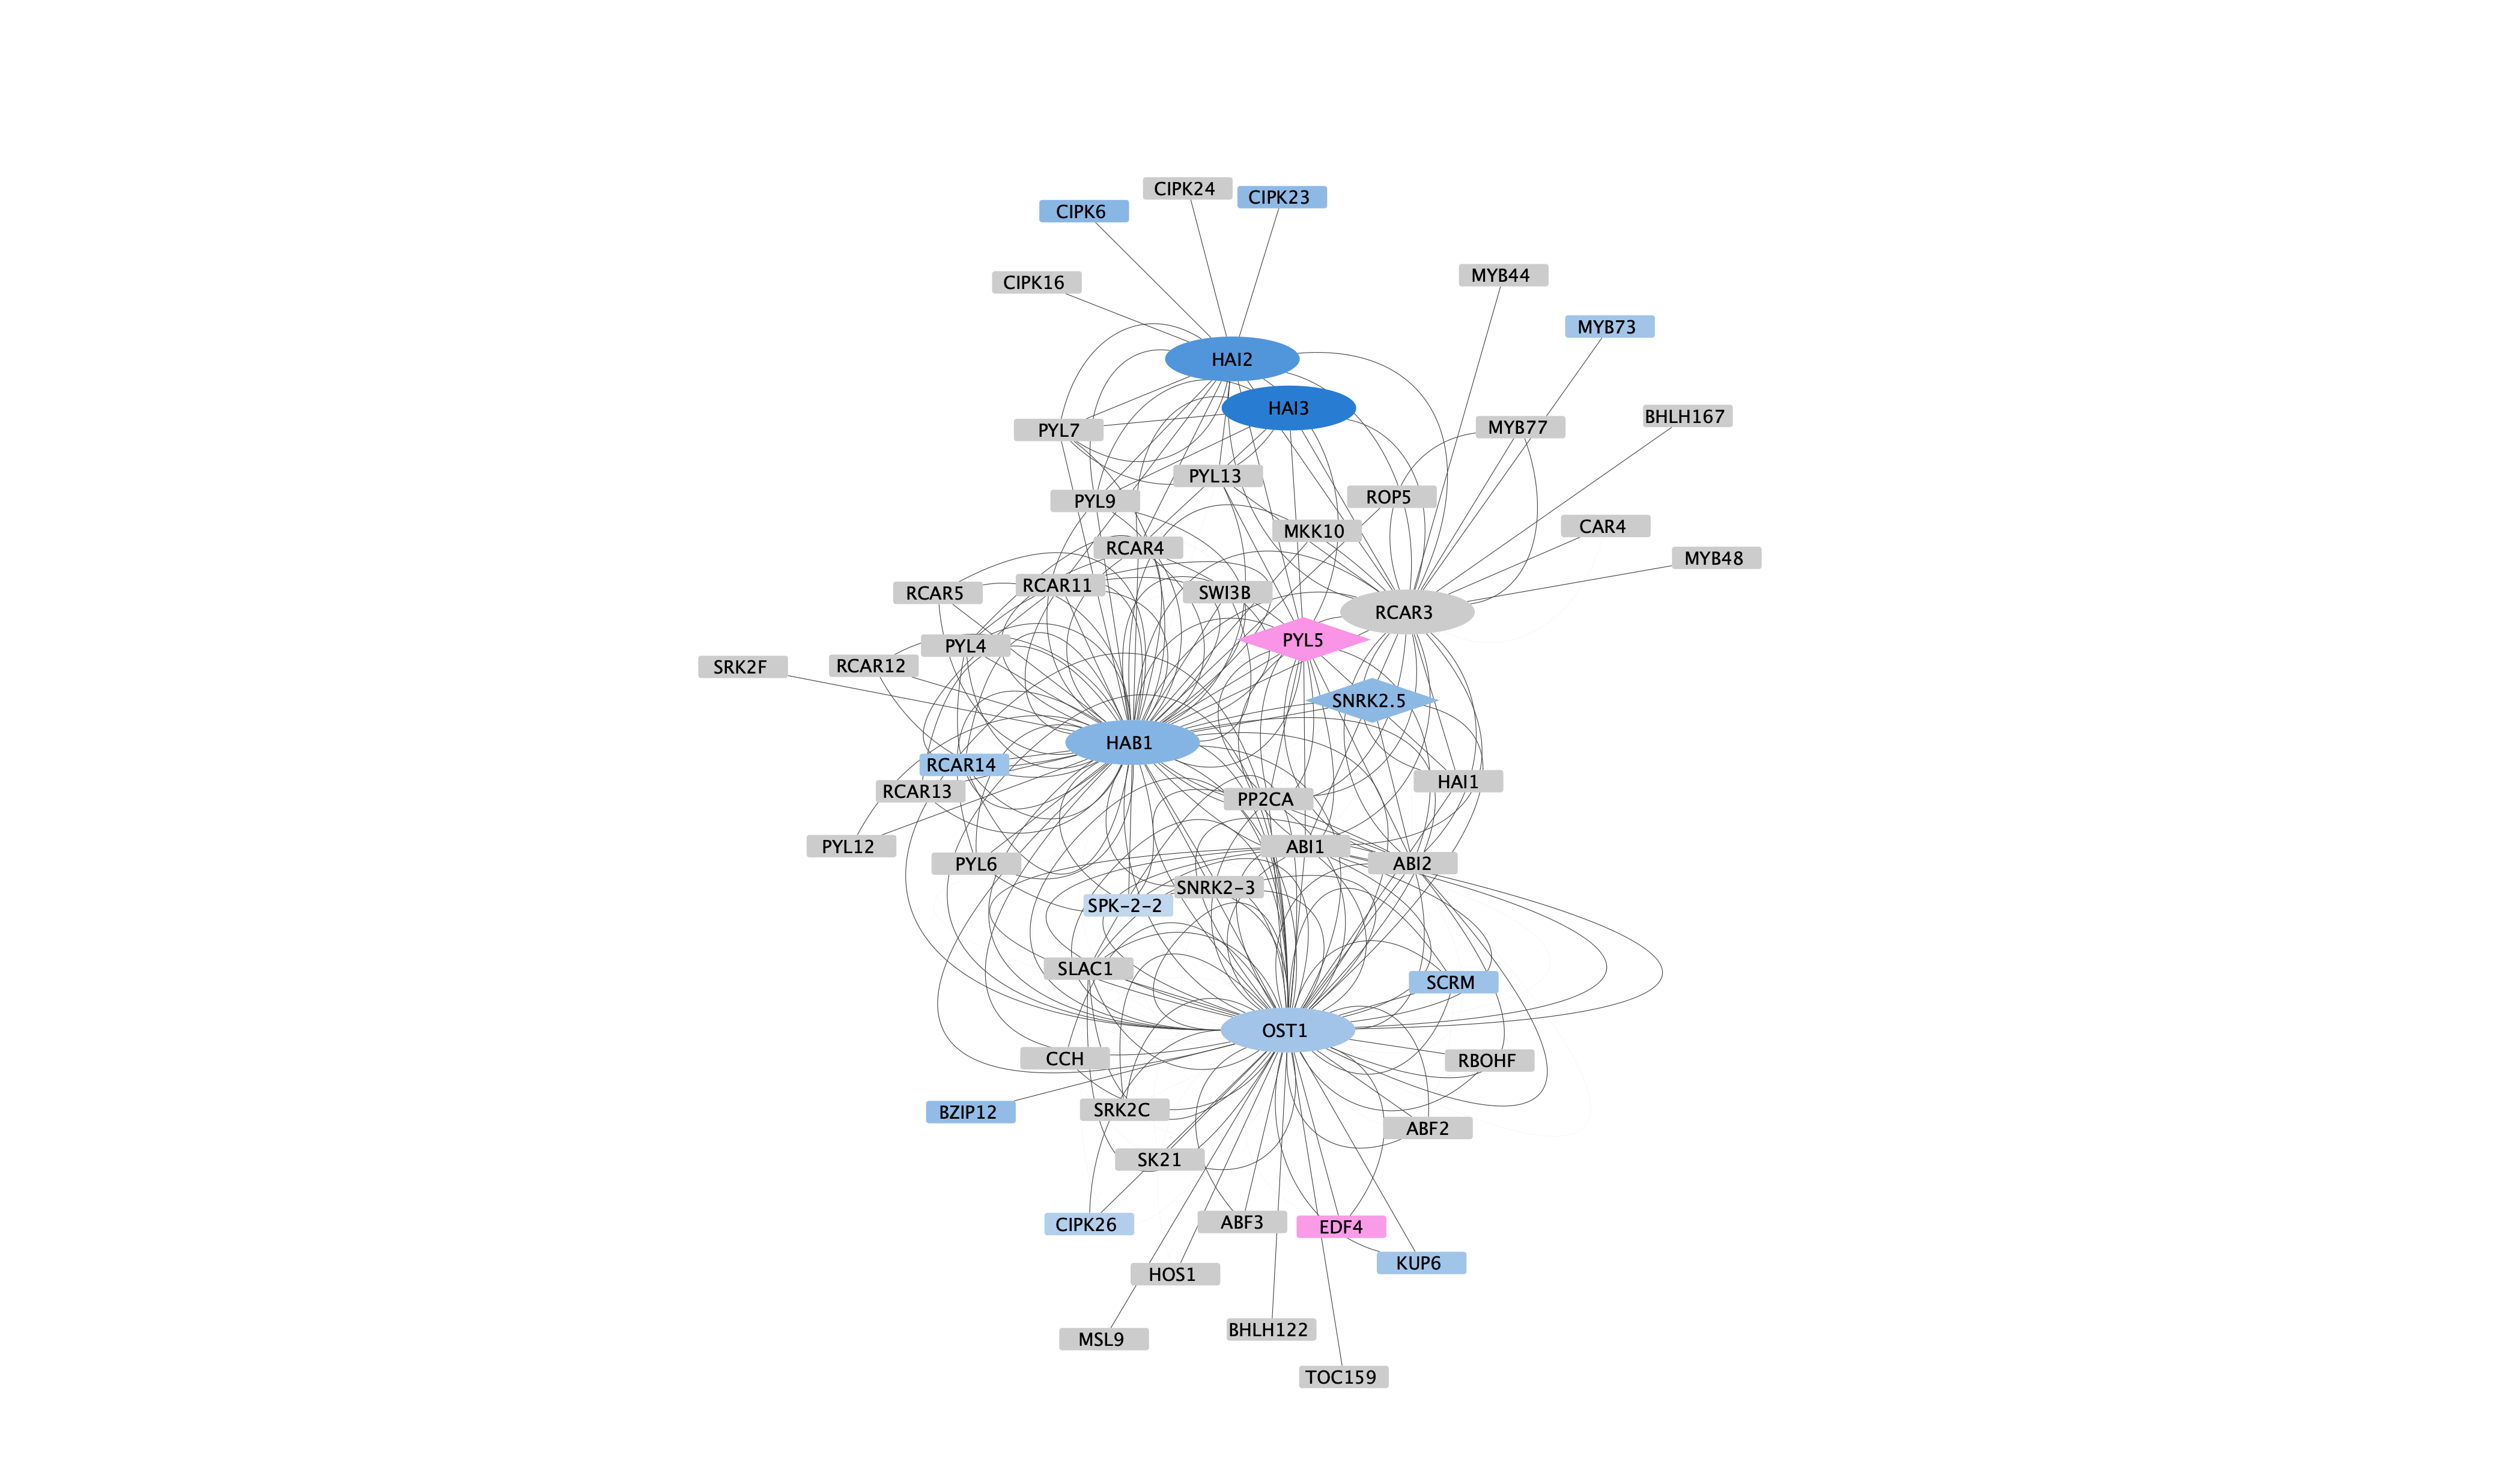 CIPK24
CIPK23
CIPK6
MYB44
CIPK16
MYB73
HAI2
HAI3
BHLH167
MYB77
PYL7
PYL13
ROP5
PYL9
CAR4
MKK10
RCAR4
MYB48
RCAR11
SWI3B
RCAR5
RCAR3
PYL5
PYL4
RCAR12
SRK2F
SNRK2.5
HAB1
RCAR14
HAI1
RCAR13
PP2CA
PYL12
ABI1
ABI2
PYL6
SNRK2-3
SPK-2-2
SLAC1
SCRM
OST1
CCH
RBOHF
SRK2C
BZIP12
ABF2
SK21
ABF3
CIPK26
EDF4
KUP6
HOS1
BHLH122
MSL9
TOC159